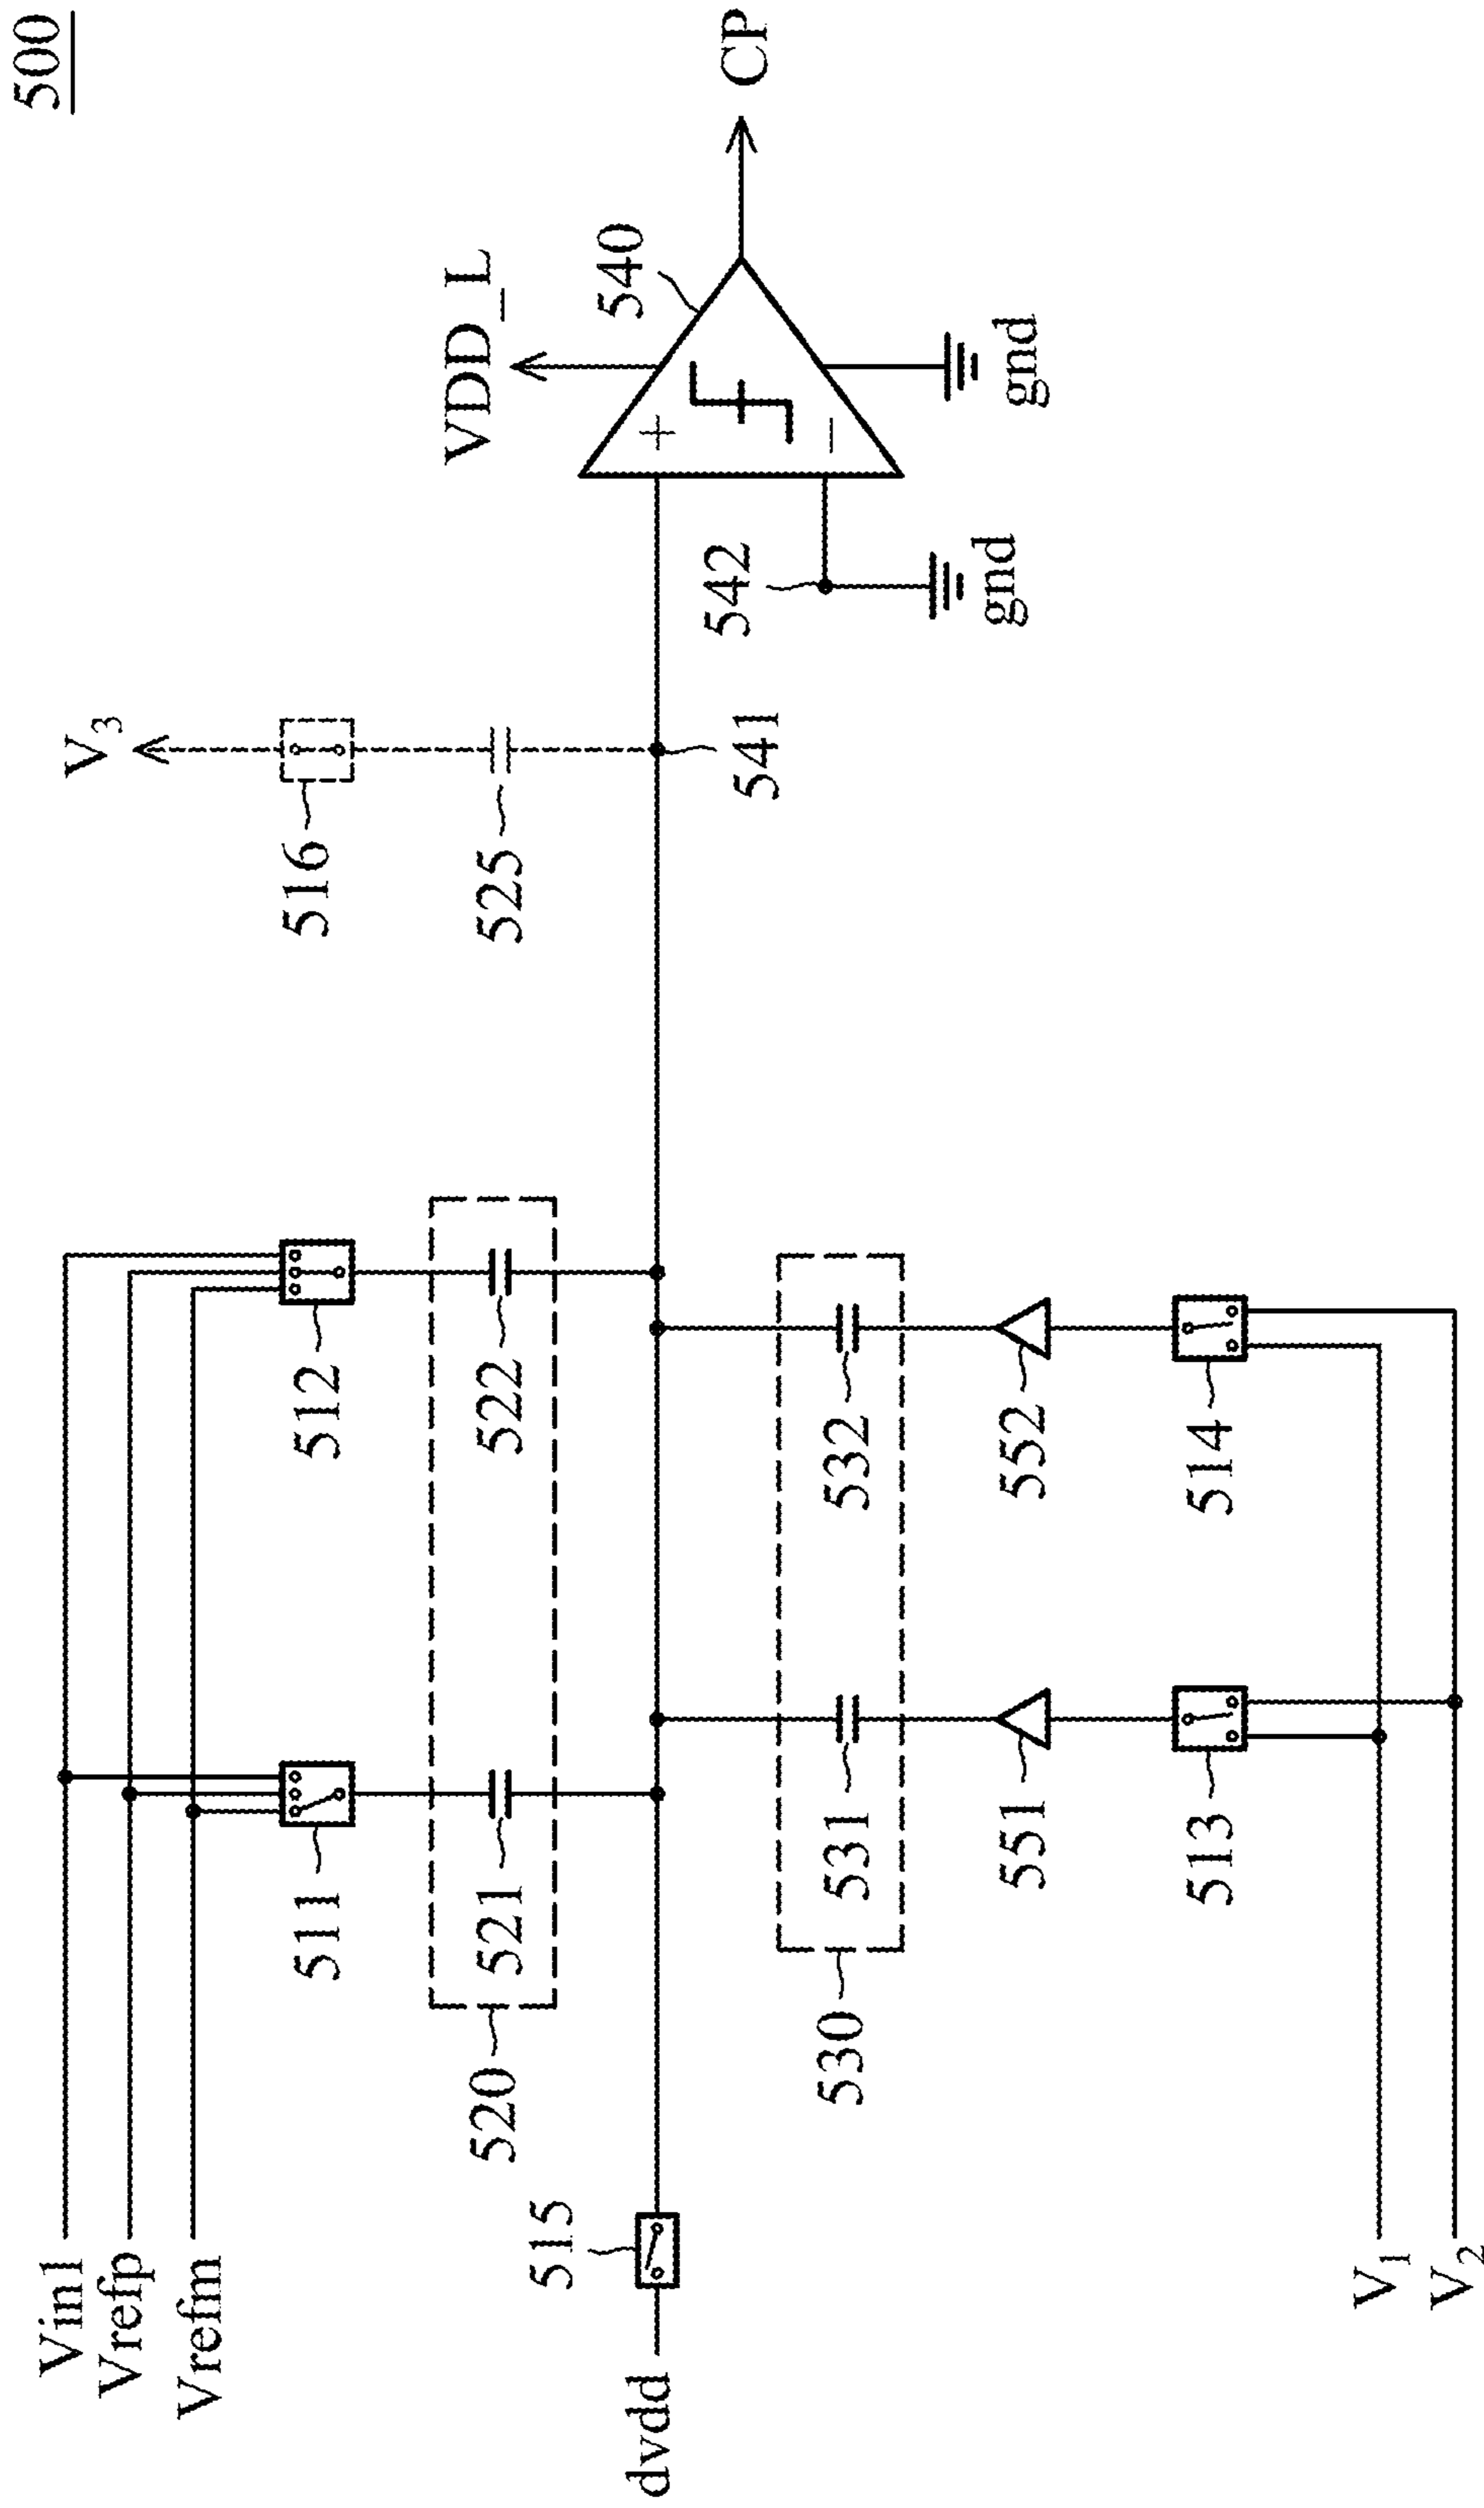 500
Vin1
Vrefp
Vrefm
V3
511
512
516
520
521
522
525
VDD_L
540
515
dvdd
541
542
CP
+
−
gnd
gnd
530
531
532
551
552
513
514
V1
V2